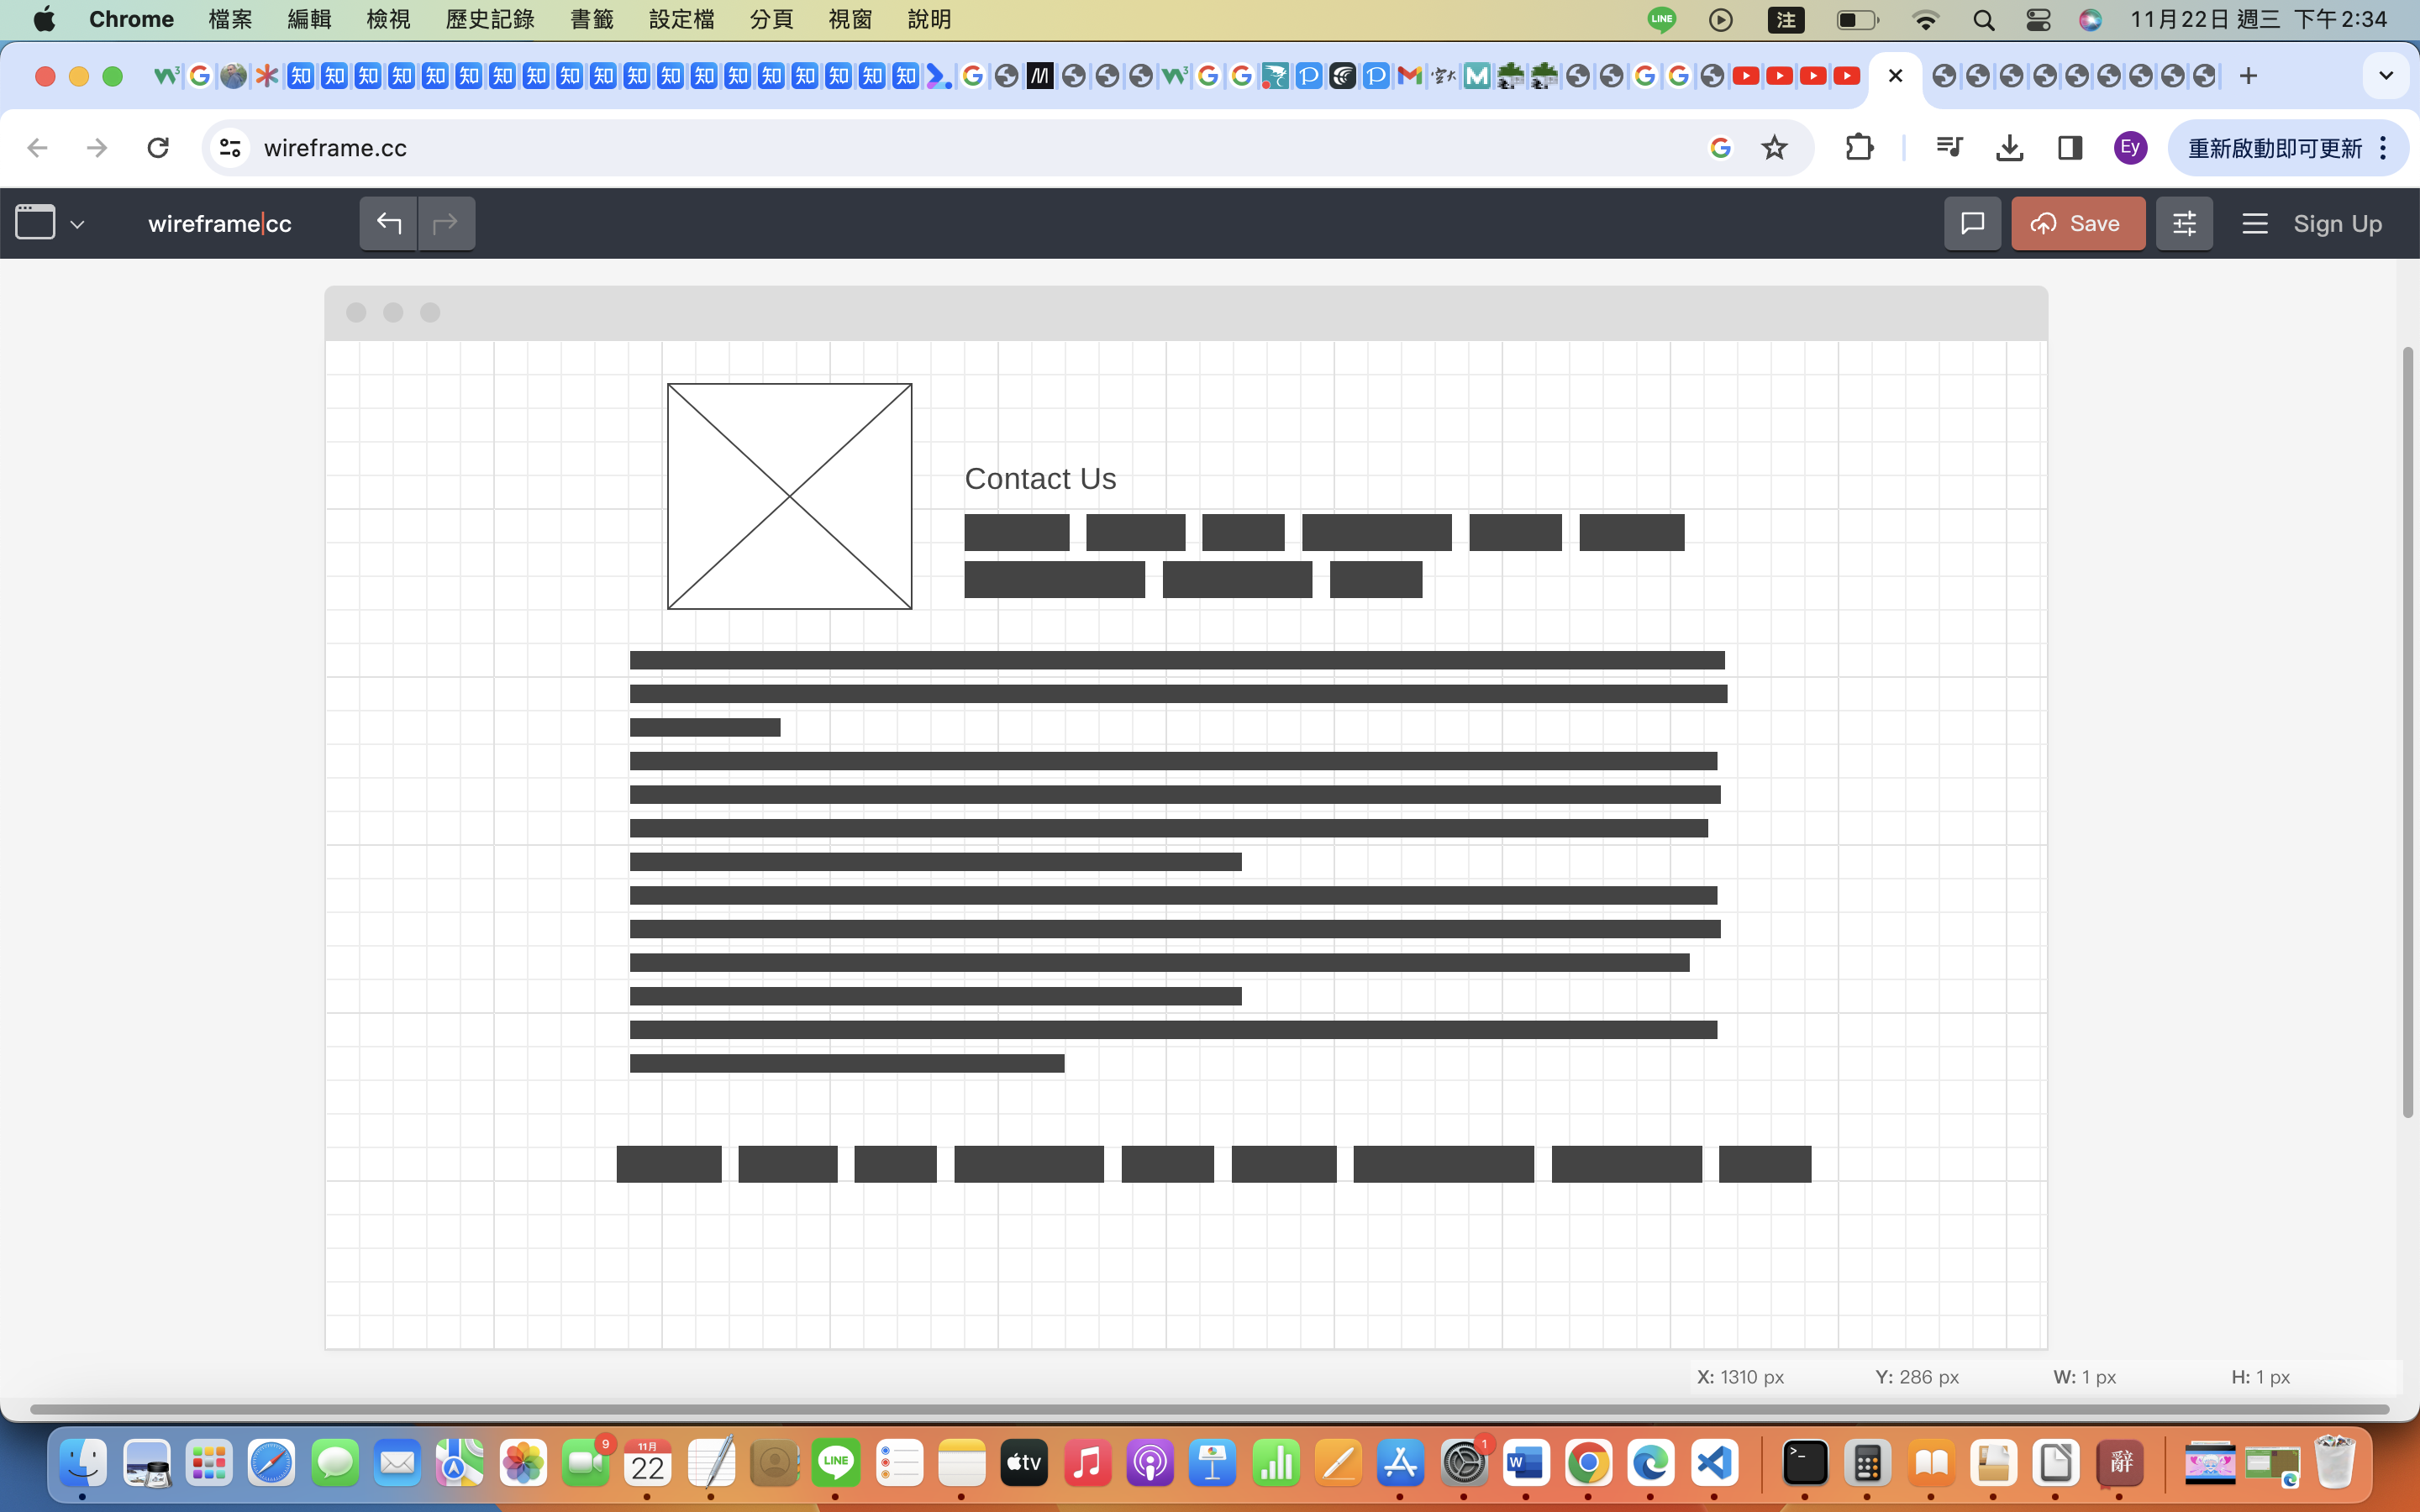 Chrome 檔案 編輯 檢視 歷史記錄 書籤 設定檔 分頁 視窗 說明 LINE 注 11月22日 週三 下午2:34
wireframe.cc Ey 重新啟動即可更新
wireframe|cc Save Sign Up
Contact Us
X: 1310 px Y: 286 px W: 1 px H: 1 px
9 11月 22 LINE tv 1 W 辭